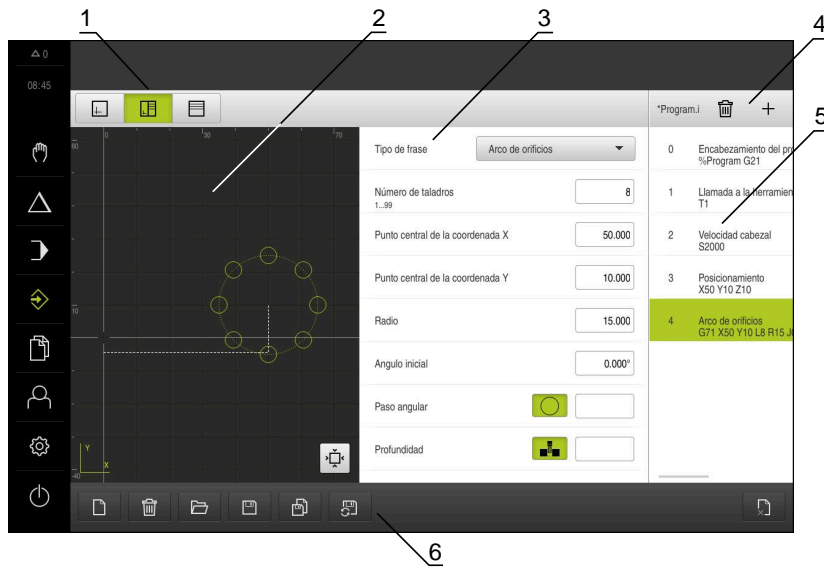 1
2
3
4
5
6
0
08:45
*Program.i
0
30
70
60
10
-40
Y
X
Tipo de frase
Arco de orificios
Número de taladros
1...99
8
Punto central de la coordenada X
50.000
Punto central de la coordenada Y
10.000
Radio
15.000
Angulo inicial
0.000°
Paso angular
Profundidad
0
Encabezamiento del pro
%Program G21
1
Llamada a la herramien
T1
2
Velocidad cabezal
S2000
3
Posicionamiento
X50 Y10 Z10
4
Arco de orificios
G71 X50 Y10 L8 R15 J0